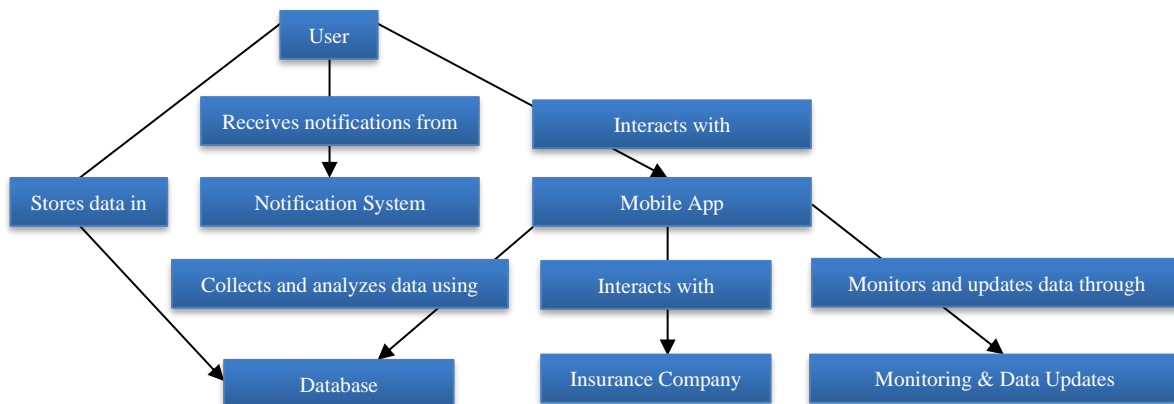 User
Receives notifications from
Interacts with
Stores data in
Notification System
Mobile App
Collects and analyzes data using
Interacts with
Monitors and updates data through
Database
Insurance Company
Monitoring & Data Updates